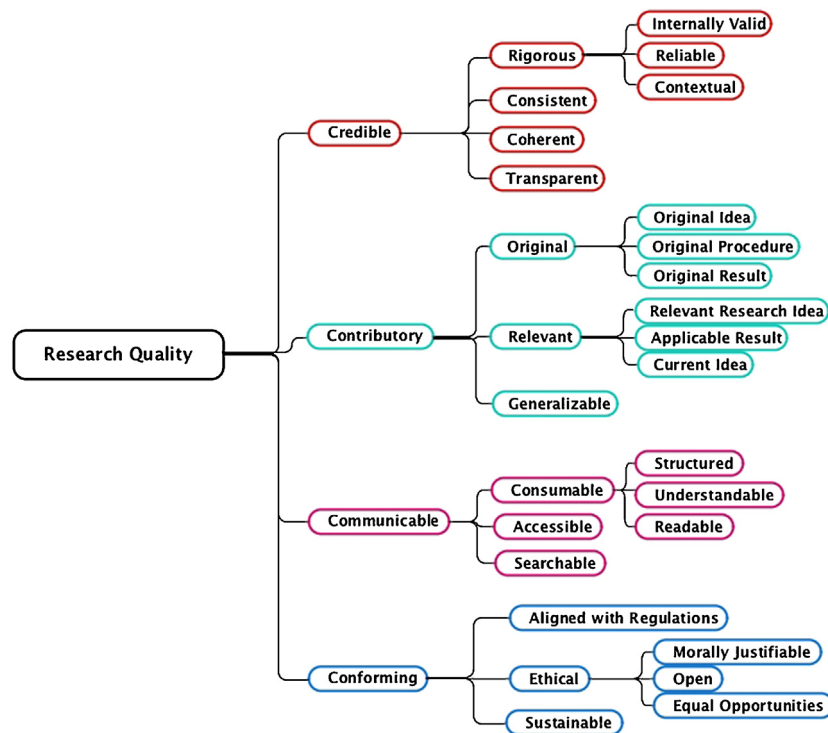 Research Quality
Credible
Rigorous
Internally Valid
Reliable
Contextual
Consistent
Coherent
Transparent
Contributory
Original
Original Idea
Original Procedure
Original Result
Relevant
Relevant Research Idea
Applicable Result
Current Idea
Generalizable
Communicable
Consumable
Structured
Understandable
Readable
Accessible
Searchable
Conforming
Aligned with Regulations
Ethical
Morally Justifiable
Open
Equal Opportunities
Sustainable